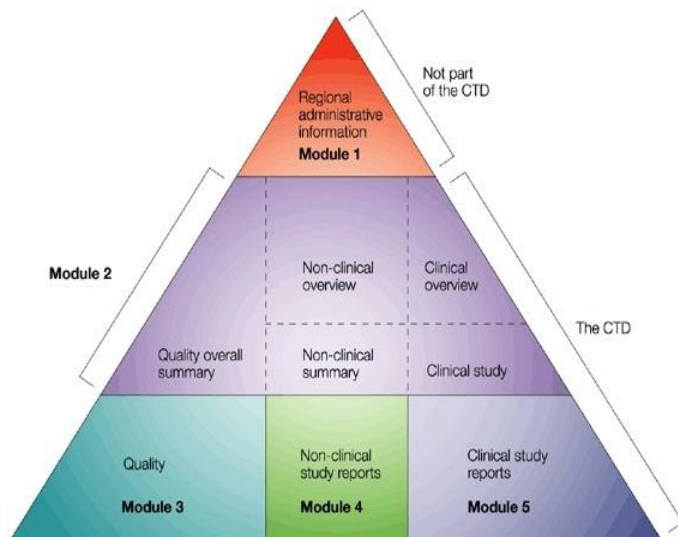 Not part
of the CTD
Regional
administrative
information
Module 1
Module 2
Non-clinical
overview
Clinical
overview
The CTD
Quality overall
summary
Non-clinical
summary
Clinical study
Quality
Module 3
Non-clinical
study reports
Module 4
Clinical study
reports
Module 5